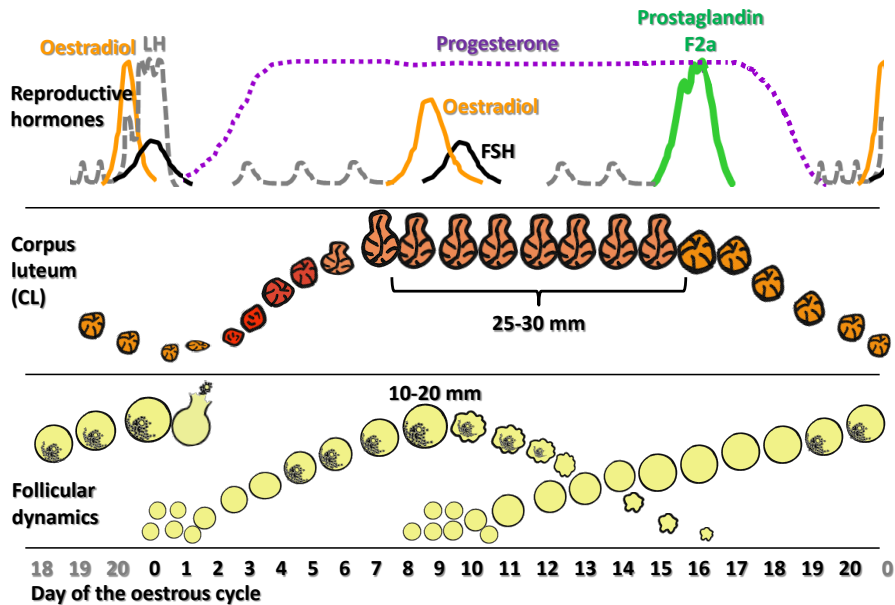 Prostaglandin
F2a
Oestradiol
LH
Progesterone
Reproductive
hormones
Oestradiol
FSH
Corpus
luteum
(CL)
25-30 mm
10-20 mm
Follicular
dynamics
18 19 20 0 1 2 3 4 5 6 7 8 9 10 11 12 13 14 15 16 17 18 19 20 0
Day of the oestrous cycle